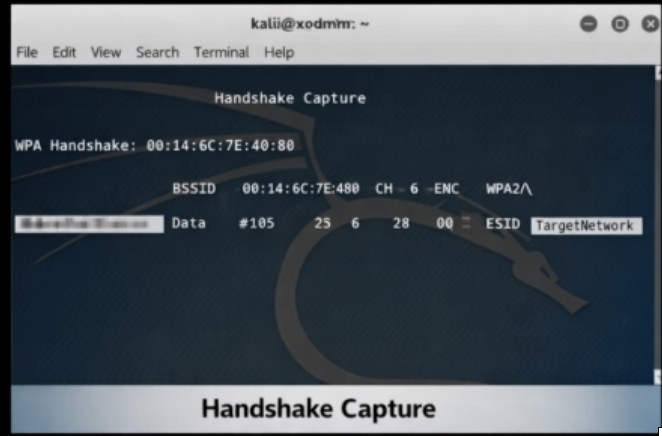 kalii@xodmm: ~
File Edit View Search Terminal Help
Handshake Capture
WPA Handshake: 00:14:6C:7E:40:80
BSSID 00:14:6C:7E:480 CH 6 ENC WPA2/\
Data #105 25 6 28 00 ESID TargetNetwork
Handshake Capture